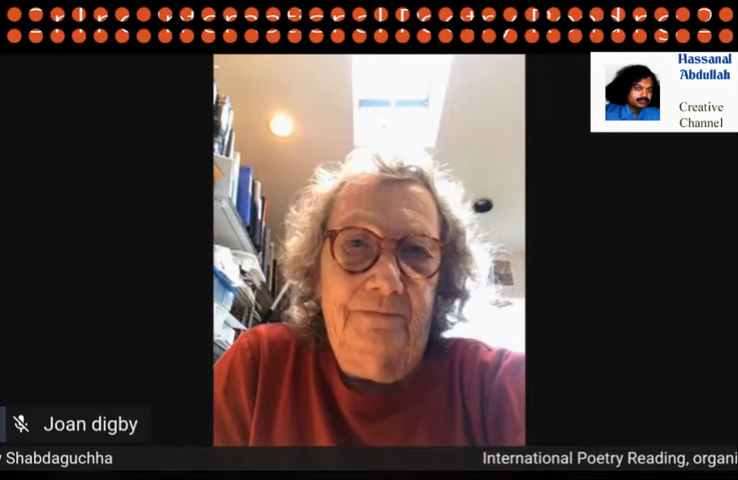 Hassanal
Abdullah
Creative
Channel
Joan digby
Shabdaguchha
International Poetry Reading, organi